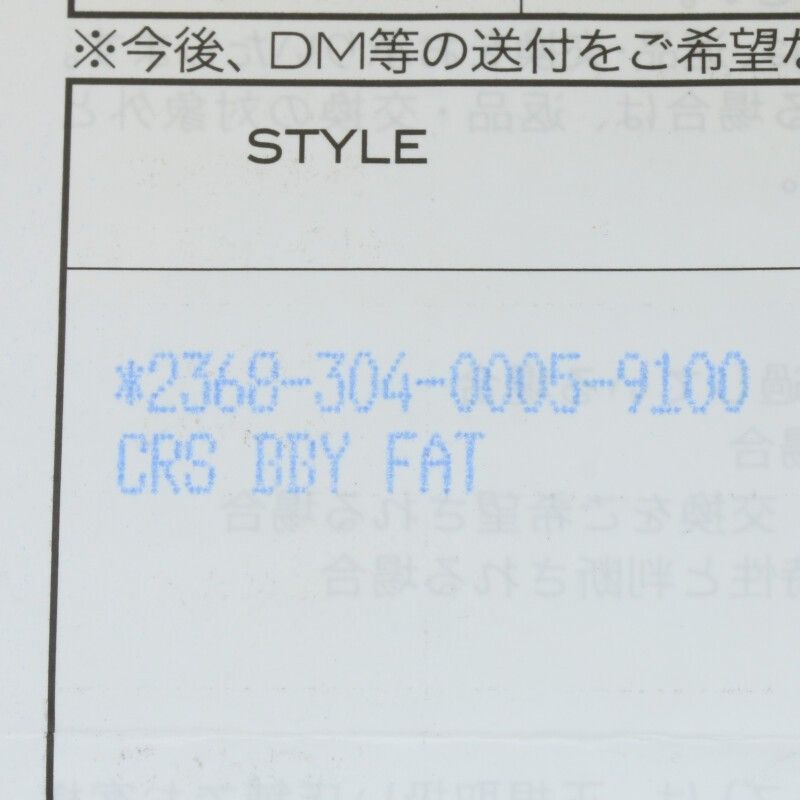 ※今後、DM等の送付をご希望な
STYLE
*2368-304-0005-9100
CRS BBY FAT